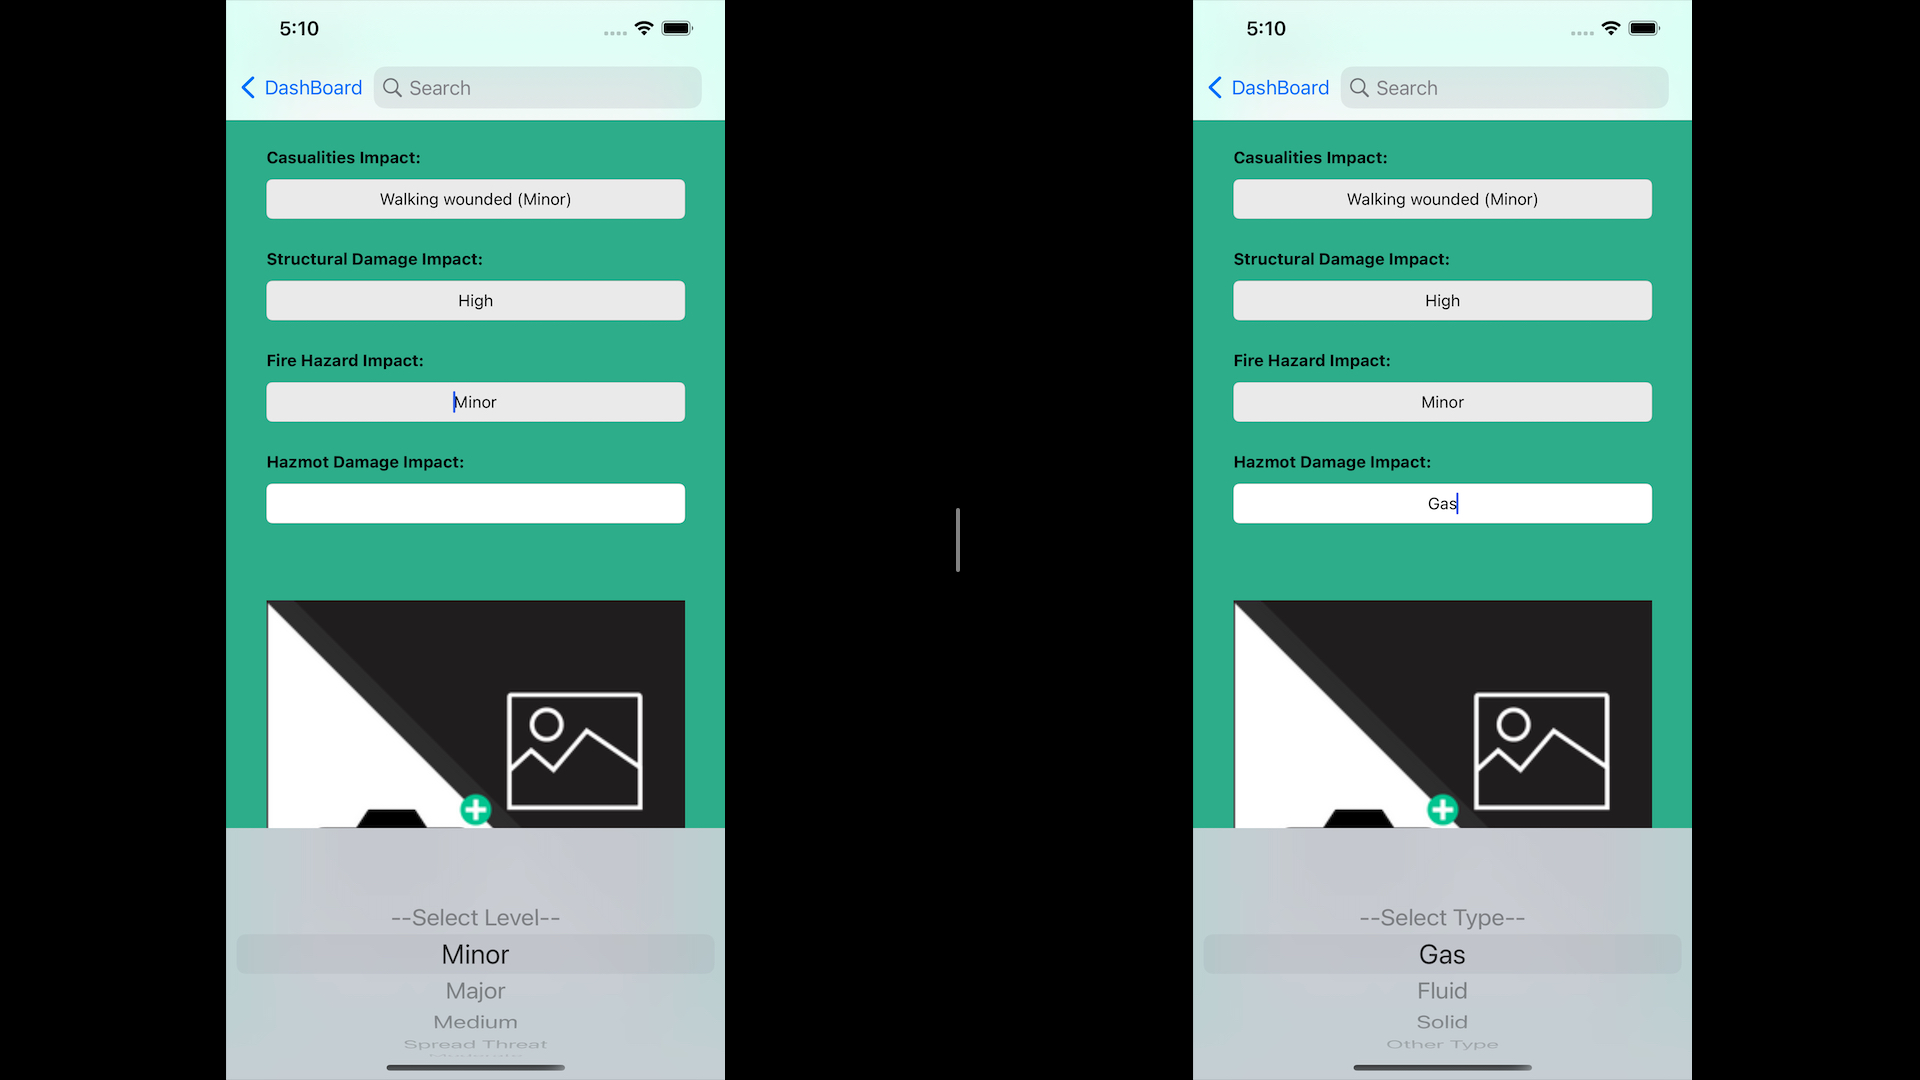 5:10
DashBoard
Search
Casualities Impact:
Walking wounded (Minor)
Structural Damage Impact:
High
Fire Hazard Impact:
Minor
Hazmot Damage Impact:
--Select Level--
Minor
Major
Medium
Spread Threat
5:10
DashBoard
Search
Casualities Impact:
Walking wounded (Minor)
Structural Damage Impact:
High
Fire Hazard Impact:
Minor
Hazmot Damage Impact:
Gas
--Select Type--
Gas
Fluid
Solid
Other Type